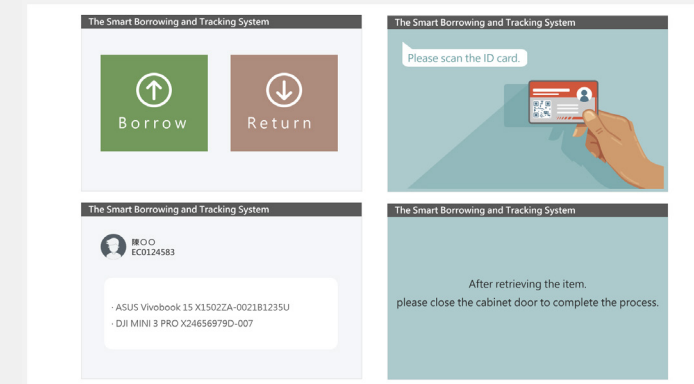 The Smart Borrowing and Tracking System
Borrow
Return
The Smart Borrowing and Tracking System
Please scan the ID card.
The Smart Borrowing and Tracking System
陳○○
EC0124583
· ASUS Vivobook 15 X1502ZA-0021B1235U
· DJI MINI 3 PRO X24656979D-007
The Smart Borrowing and Tracking System
After retrieving the item.
please close the cabinet door to complete the process.